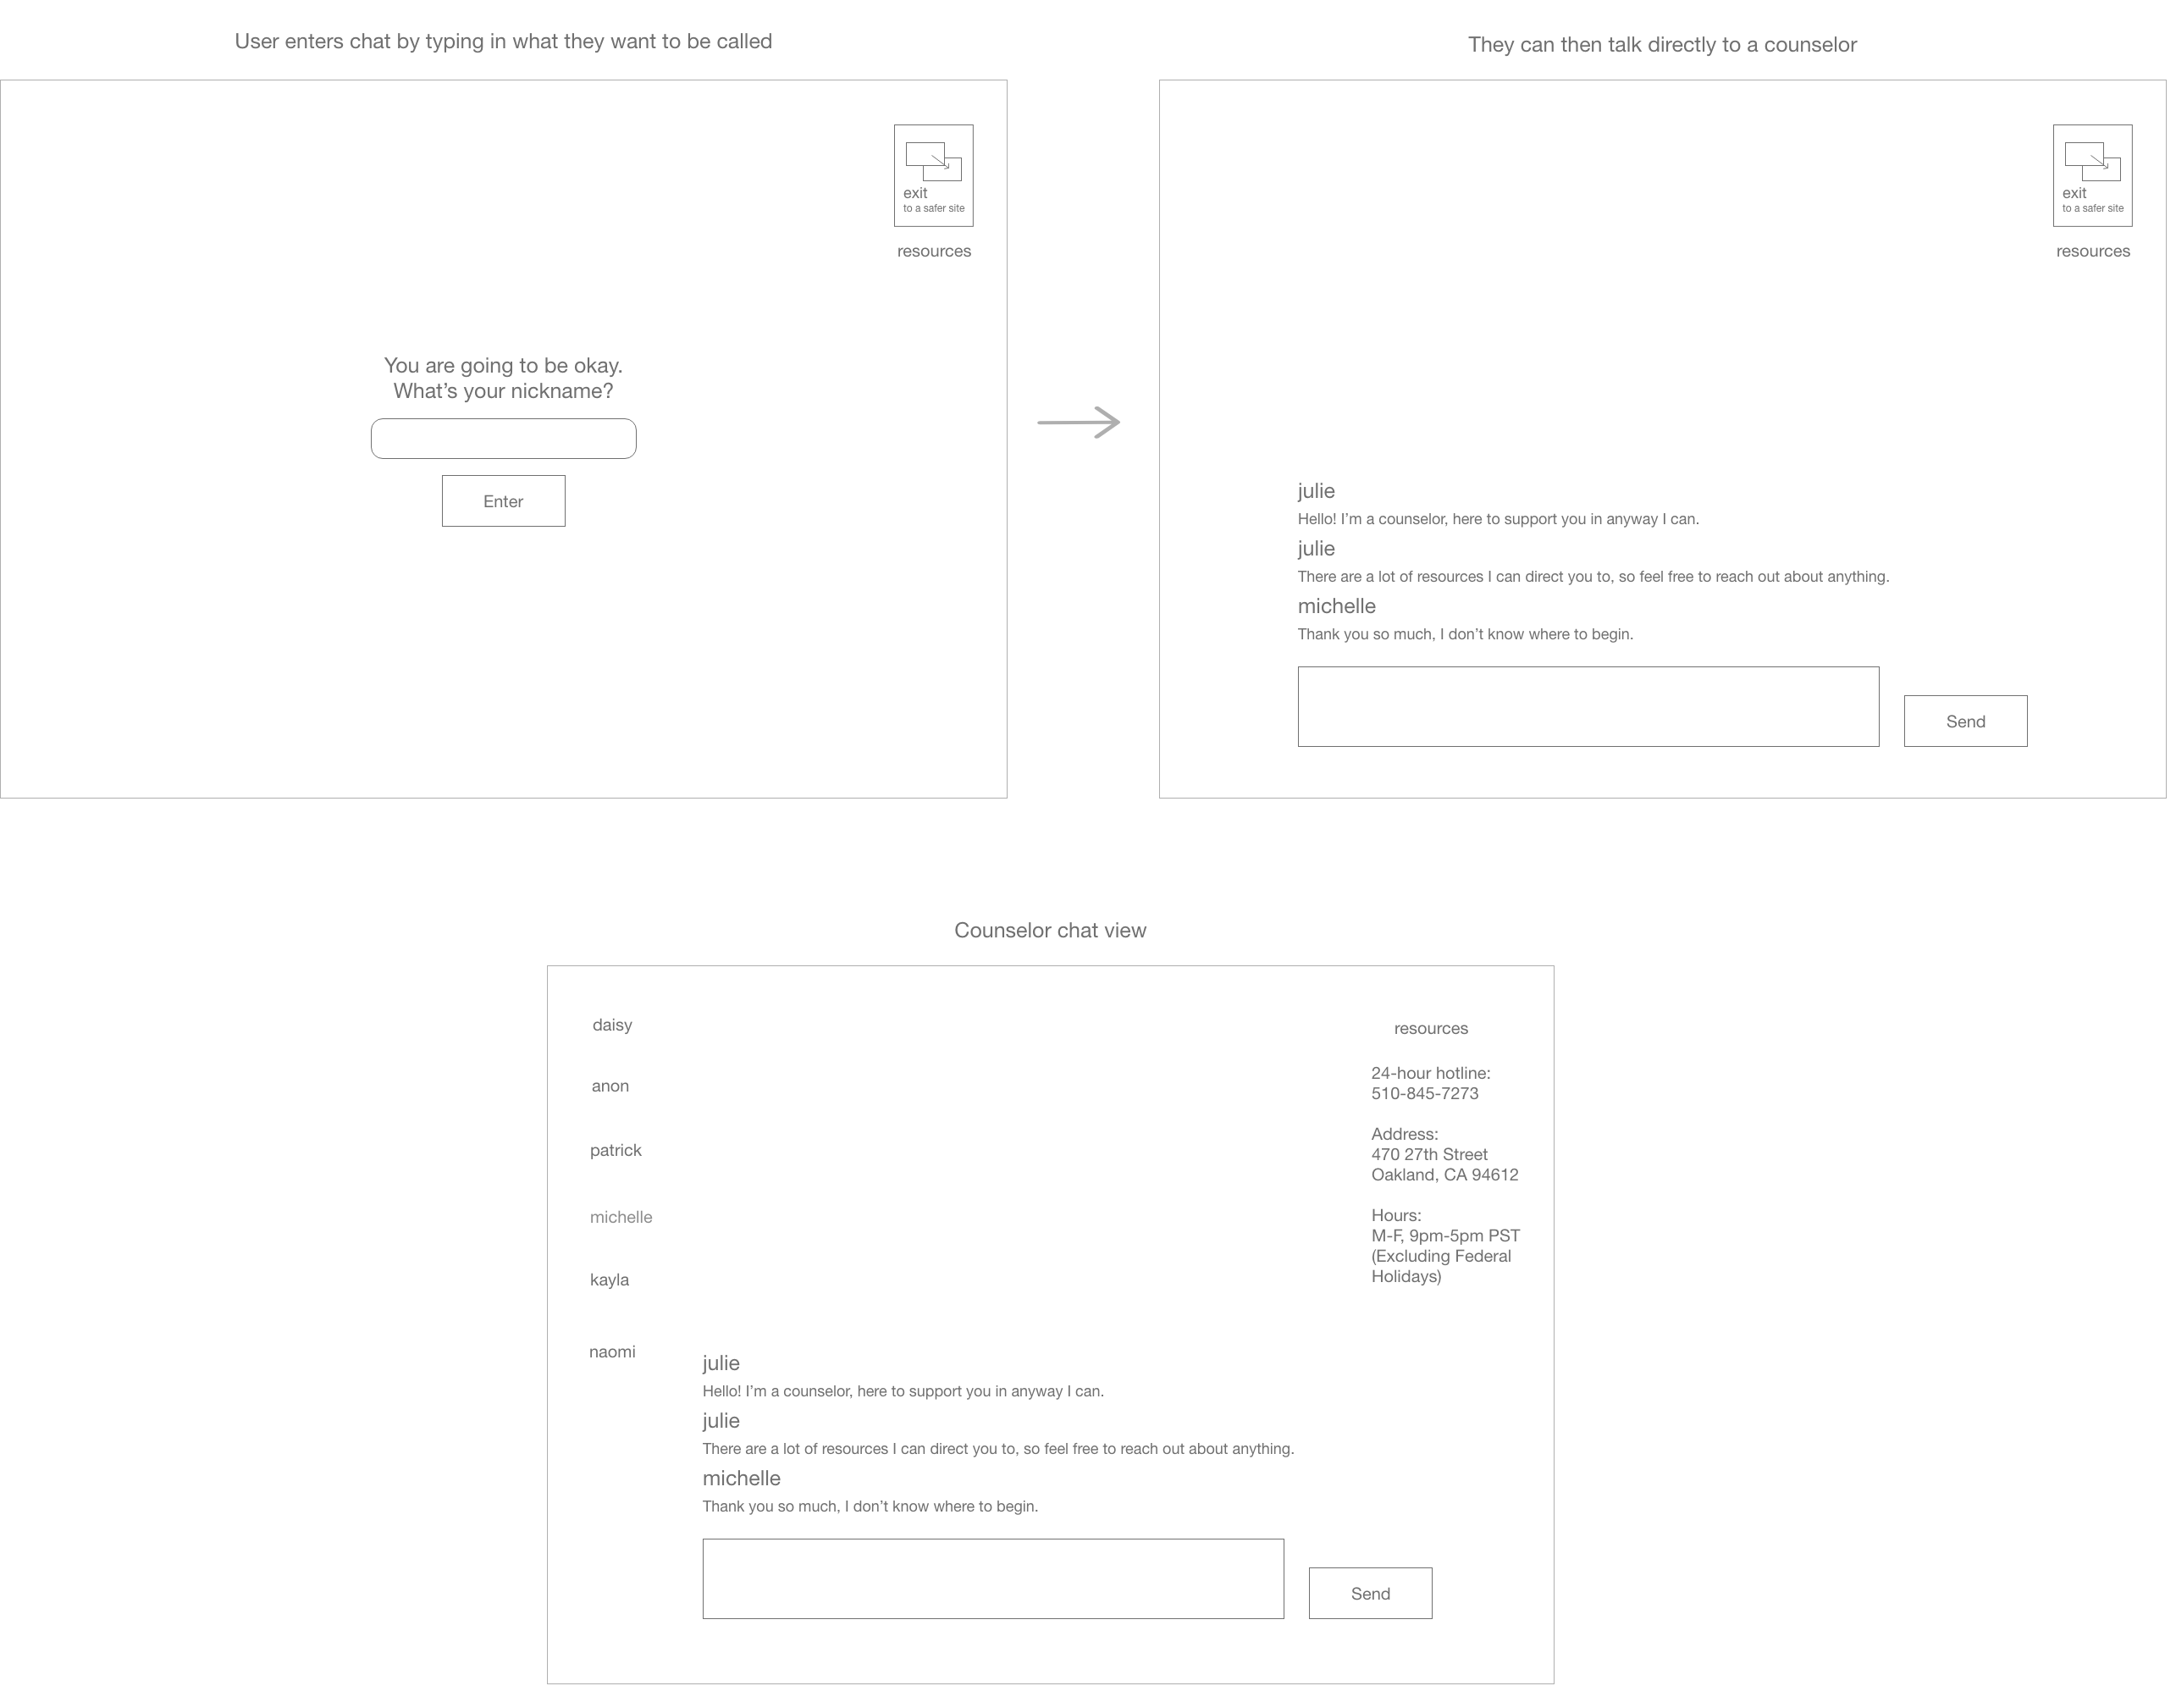 User enters chat by typing in what they want to be called
exit
to a safer site
resources
You are going to be okay.
What’s your nickname?
Enter
They can then talk directly to a counselor
exit
to a safer site
resources
julie
Hello! I’m a counselor, here to support you in anyway I can.
julie
There are a lot of resources I can direct you to, so feel free to reach out about anything.
michelle
Thank you so much, I don’t know where to begin.
Send
Counselor chat view
daisy
anon
patrick
michelle
kayla
naomi
julie
Hello! I’m a counselor, here to support you in anyway I can.
julie
There are a lot of resources I can direct you to, so feel free to reach out about anything.
michelle
Thank you so much, I don’t know where to begin.
Send
resources
24-hour hotline:
510-845-7273
Address:
470 27th Street
Oakland, CA 94612
Hours:
M-F, 9pm-5pm PST
(Excluding Federal
Holidays)